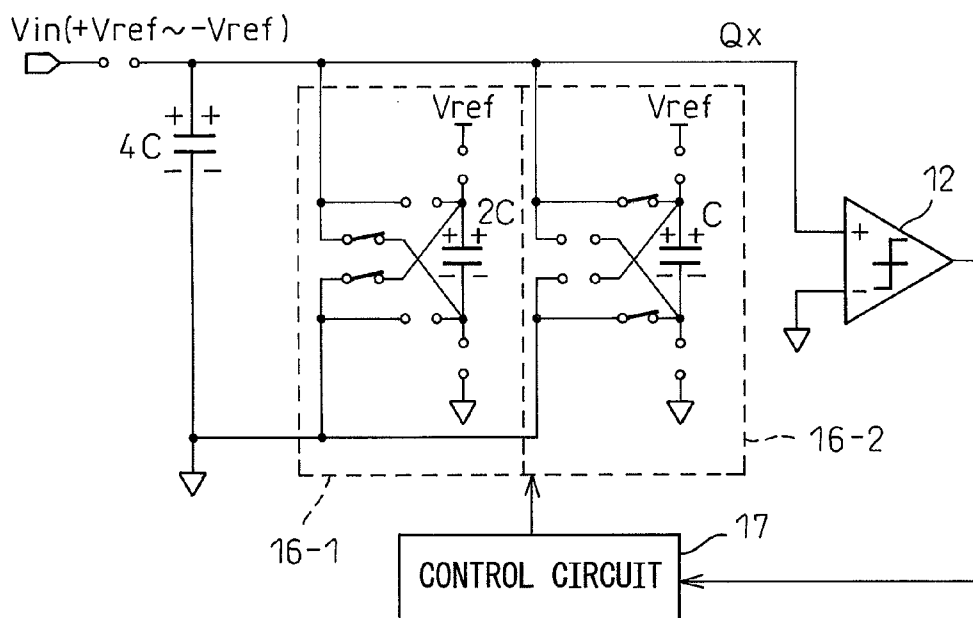 Vin(+Vref~-Vref)
Qx
Vref
Vref
+ +
4C
- -
2C
+ +
- -
C
+ +
- -
12
+
-
16-1
16-2
17
CONTROL CIRCUIT